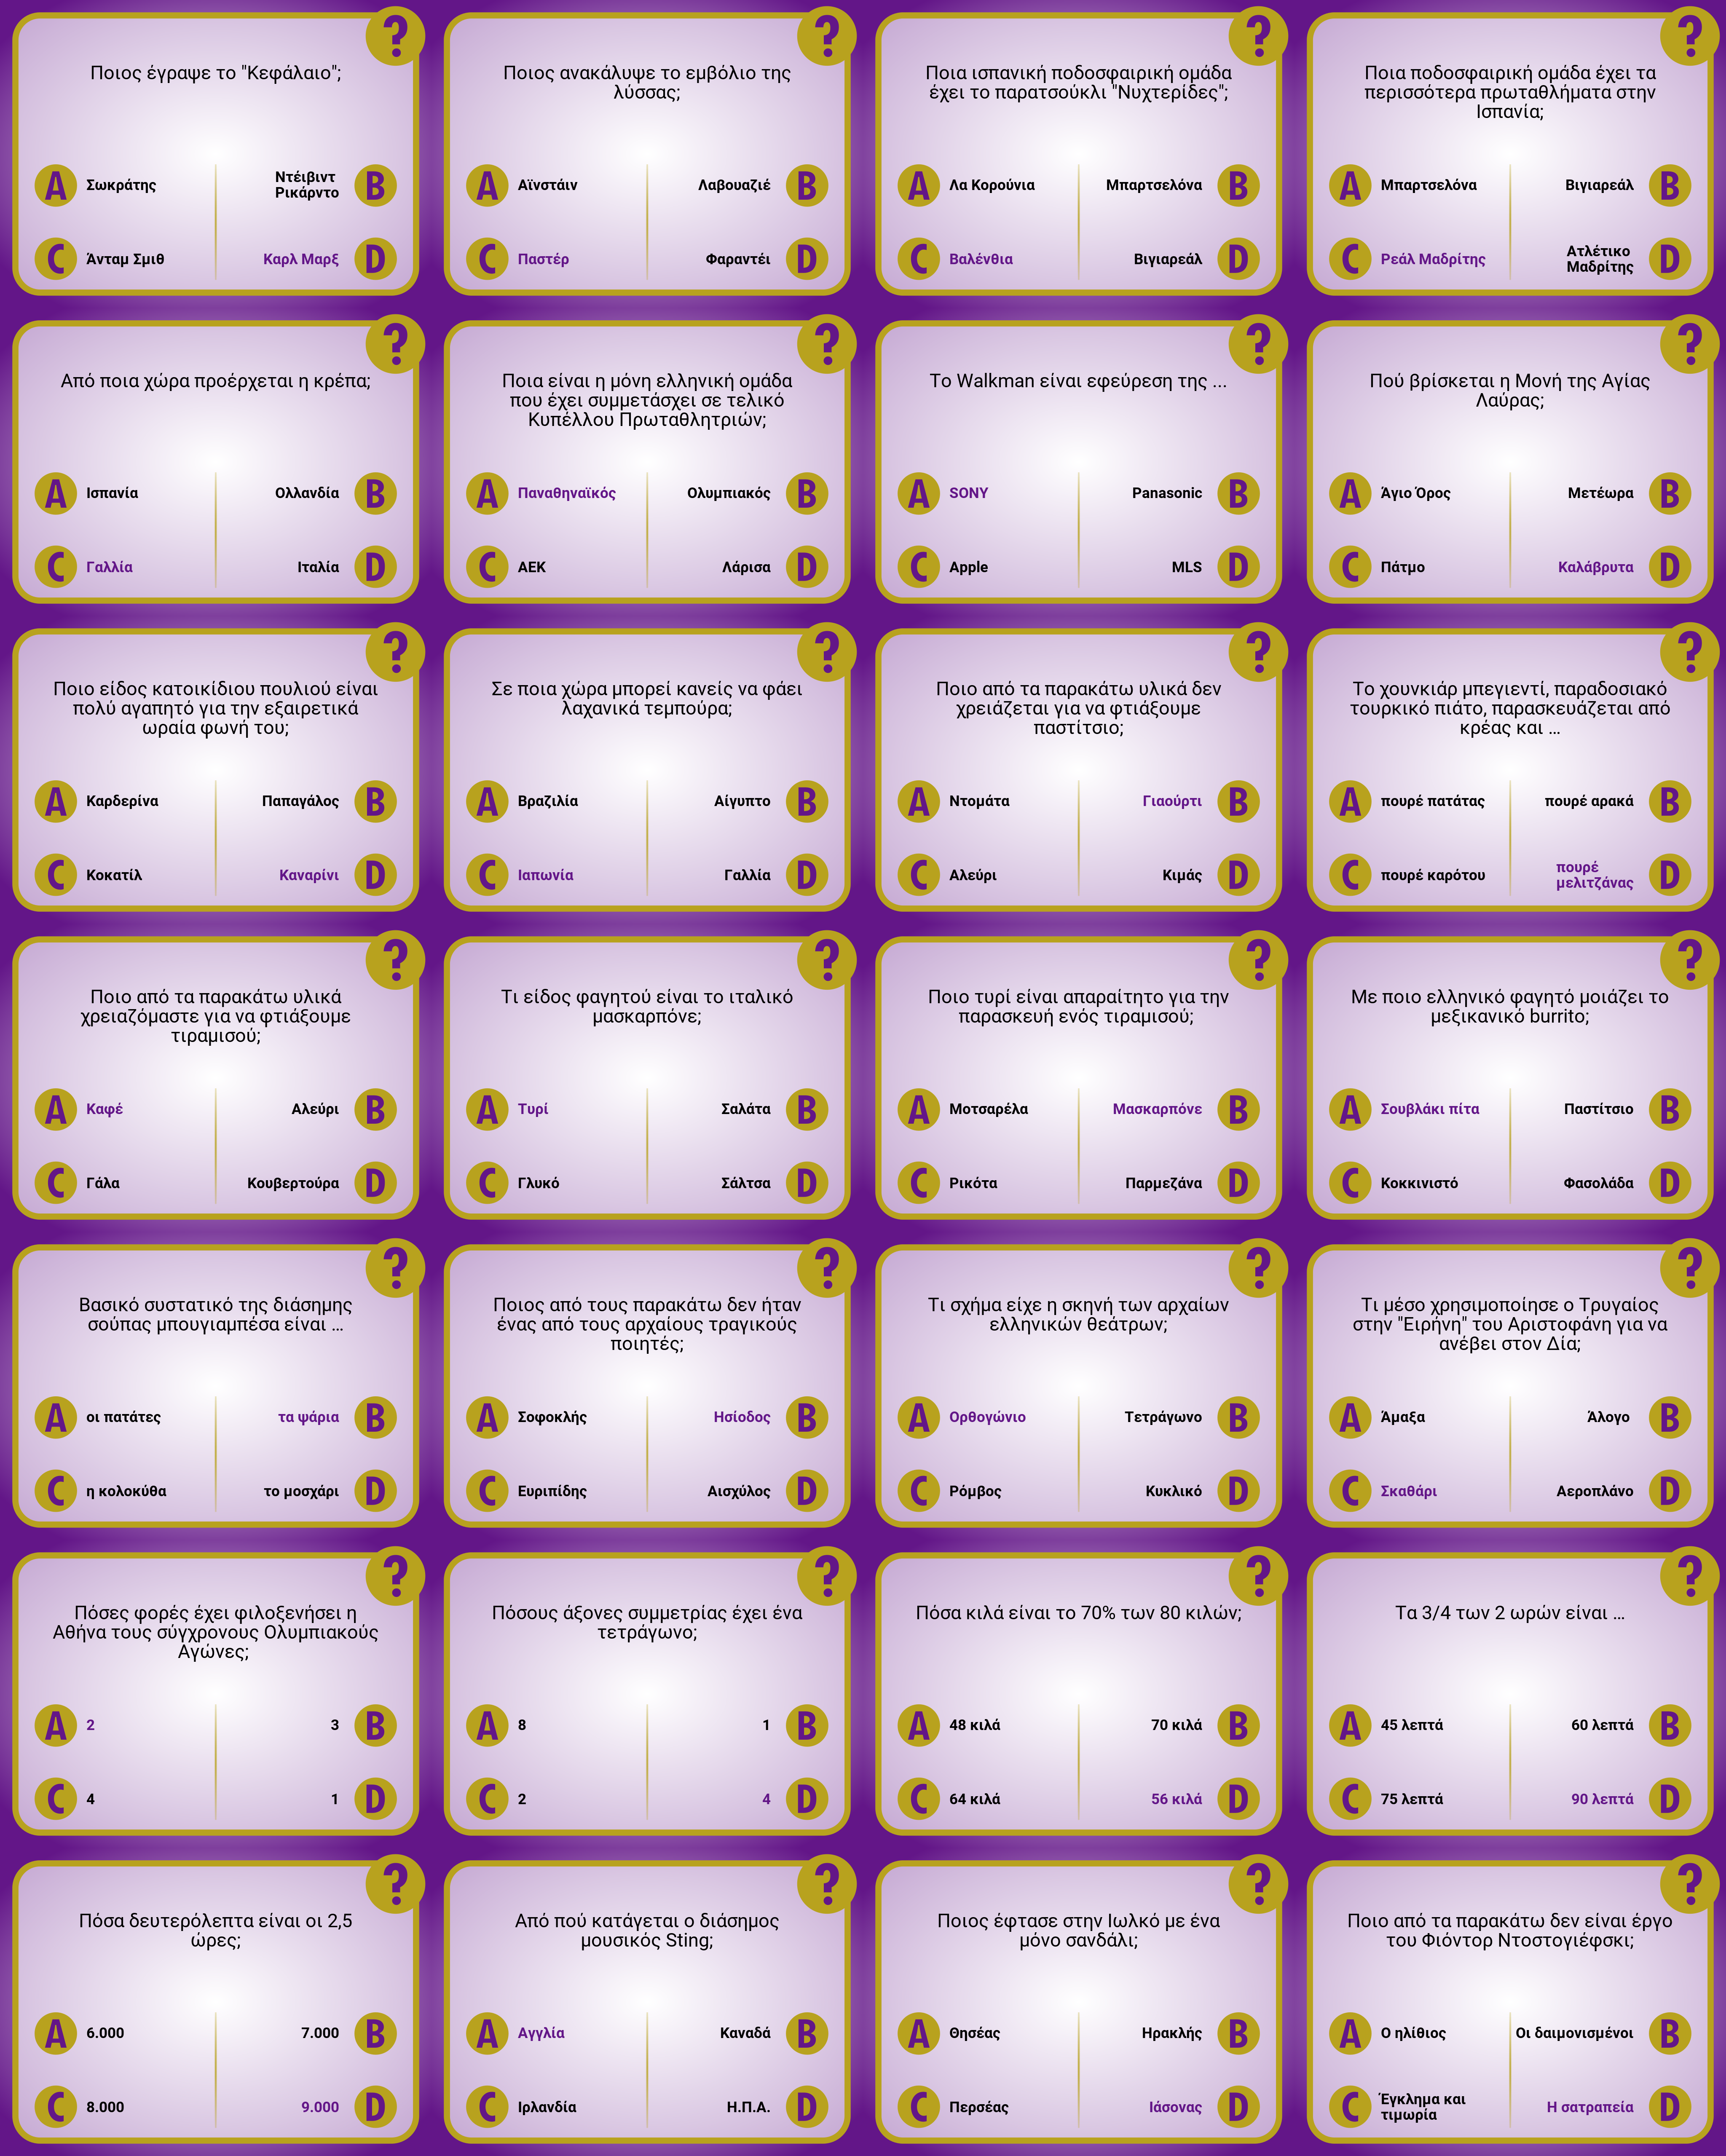 ?
Ποιος έγραψε το "Κεφάλαιο";
A Σωκράτης
Ντέιβιντ
Ρικάρντο B
C Άνταμ Σμιθ
Καρλ Μαρξ D
?
Ποιος ανακάλυψε το εμβόλιο της
λύσσας;
A Αϊνστάιν
Λαβουαζιέ B
C Παστέρ
Φαραντέι D
?
Ποια ισπανική ποδοσφαιρική ομάδα
έχει το παρατσούκλι "Νυχτερίδες";
A Λα Κορούνια
Μπαρτσελόνα B
C Βαλένθια
Βιγιαρεάλ D
?
Ποια ποδοσφαιρική ομάδα έχει τα
περισσότερα πρωταθλήματα στην
Ισπανία;
A Μπαρτσελόνα
Βιγιαρεάλ B
C Ρεάλ Μαδρίτης
Ατλέτικο
Μαδρίτης D
?
Από ποια χώρα προέρχεται η κρέπα;
A Ισπανία
Ολλανδία B
C Γαλλία
Ιταλία D
?
Ποια είναι η μόνη ελληνική ομάδα
που έχει συμμετάσχει σε τελικό
Κυπέλλου Πρωταθλητριών;
A Παναθηναϊκός
Ολυμπιακός B
C ΑΕΚ
Λάρισα D
?
Το Walkman είναι εφεύρεση της ...
A SONY
Panasonic B
C Apple
MLS D
?
Πού βρίσκεται η Μονή της Αγίας
Λαύρας;
A Άγιο Όρος
Μετέωρα B
C Πάτμο
Καλάβρυτα D
?
Ποιο είδος κατοικίδιου πουλιού είναι
πολύ αγαπητό για την εξαιρετικά
ωραία φωνή του;
A Καρδερίνα
Παπαγάλος B
C Κοκατίλ
Καναρίνι D
?
Σε ποια χώρα μπορεί κανείς να φάει
λαχανικά τεμπούρα;
A Βραζιλία
Αίγυπτο B
C Ιαπωνία
Γαλλία D
?
Ποιο από τα παρακάτω υλικά δεν
χρειάζεται για να φτιάξουμε
παστίτσιο;
A Ντομάτα
Γιαούρτι B
C Αλεύρι
Κιμάς D
?
Το χουνκιάρ μπεγιεντί, παραδοσιακό
τουρκικό πιάτο, παρασκευάζεται από
κρέας και ...
A πουρέ πατάτας
πουρέ αρακά B
C πουρέ καρότου
πουρέ
μελιτζάνας D
?
Ποιο από τα παρακάτω υλικά
χρειαζόμαστε για να φτιάξουμε
τιραμισού;
A Καφέ
Αλεύρι B
C Γάλα
Κουβερτούρα D
?
Τι είδος φαγητού είναι το ιταλικό
μασκαρπόνε;
A Τυρί
Σαλάτα B
C Γλυκό
Σάλτσα D
?
Ποιο τυρί είναι απαραίτητο για την
παρασκευή ενός τιραμισού;
A Μοτσαρέλα
Μασκαρπόνε B
C Ρικότα
Παρμεζάνα D
?
Με ποιο ελληνικό φαγητό μοιάζει το
μεξικανικό burrito;
A Σουβλάκι πίτα
Παστίτσιο B
C Κοκκινιστό
Φασολάδα D
?
Βασικό συστατικό της διάσημης
σούπας μπουγιαμπέσα είναι ...
A οι πατάτες
τα ψάρια B
C η κολοκύθα
το μοσχάρι D
?
Ποιος από τους παρακάτω δεν ήταν
ένας από τους αρχαίους τραγικούς
ποιητές;
A Σοφοκλής
Ησίοδος B
C Ευριπίδης
Αισχύλος D
?
Τι σχήμα είχε η σκηνή των αρχαίων
ελληνικών θεάτρων;
A Ορθογώνιο
Τετράγωνο B
C Ρόμβος
Κυκλικό D
?
Τι μέσο χρησιμοποίησε ο Τρυγαίος
στην "Ειρήνη" του Αριστοφάνη για να
ανέβει στον Δία;
A Άμαξα
Άλογο B
C Σκαθάρι
Αεροπλάνο D
?
Πόσες φορές έχει φιλοξενήσει η
Αθήνα τους σύγχρονους Ολυμπιακούς
Αγώνες;
A 2
3 B
C 4
1 D
?
Πόσους άξονες συμμετρίας έχει ένα
τετράγωνο;
A 8
1 B
C 2
4 D
?
Πόσα κιλά είναι το 70% των 80 κιλών;
A 48 κιλά
70 κιλά B
C 64 κιλά
56 κιλά D
?
Τα 3/4 των 2 ωρών είναι ...
A 45 λεπτά
60 λεπτά B
C 75 λεπτά
90 λεπτά D
?
Πόσα δευτερόλεπτα είναι οι 2,5
ώρες;
A 6.000
7.000 B
C 8.000
9.000 D
?
Από πού κατάγεται ο διάσημος
μουσικός Sting;
A Αγγλία
Καναδά B
C Ιρλανδία
Η.Π.Α. D
?
Ποιος έφτασε στην Ιωλκό με ένα
μόνο σανδάλι;
A Θησέας
Ηρακλής B
C Περσέας
Ιάσονας D
?
Ποιο από τα παρακάτω δεν είναι έργο
του Φιόντορ Ντοστογιέφσκι;
A Ο ηλίθιος
Οι δαιμονισμένοι B
C Έγκλημα και
τιμωρία
Η σατραπεία D